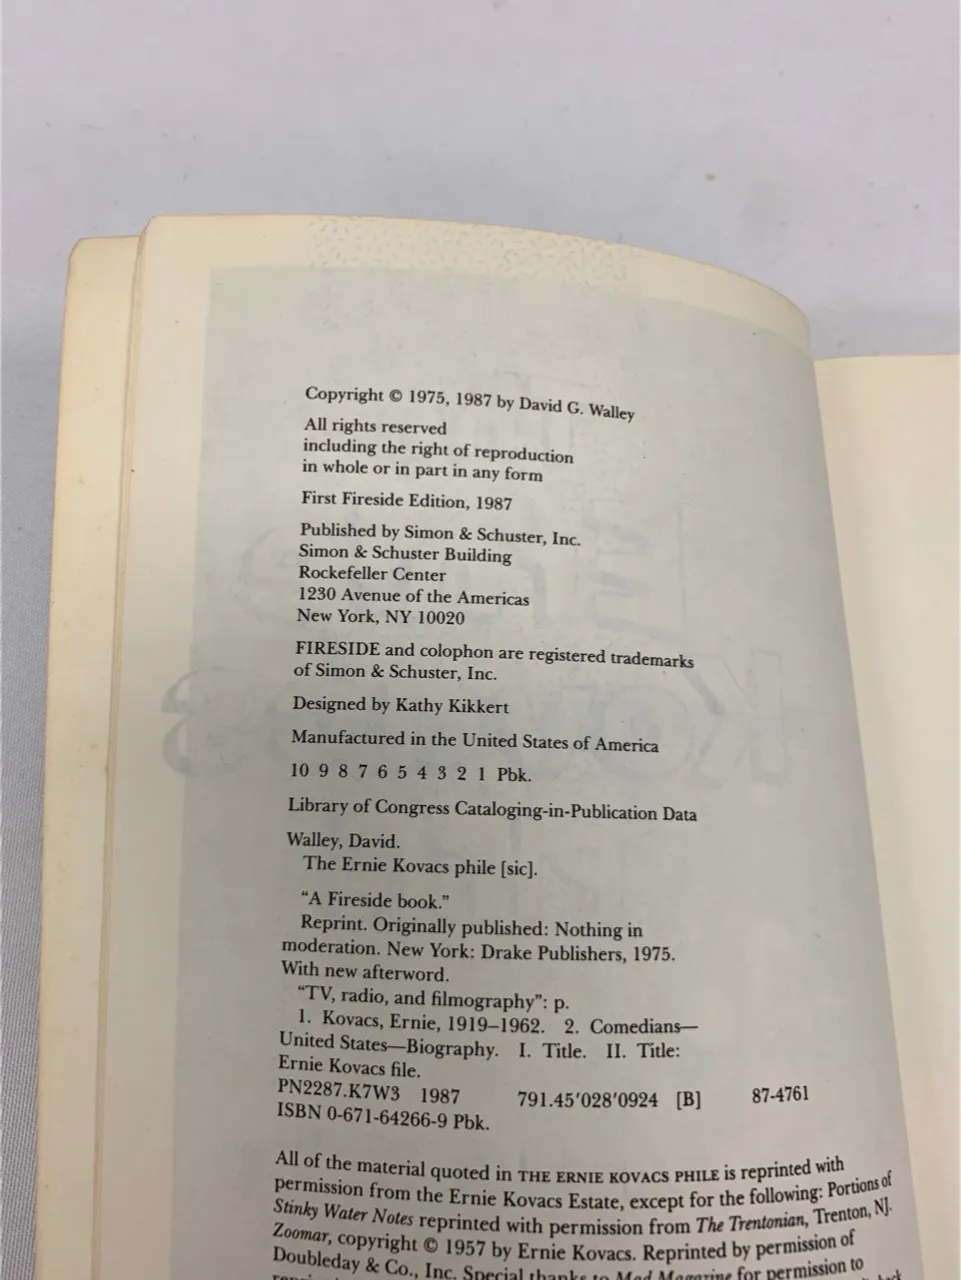 Copyright © 1975, 1987 by David G. Walley
All rights reserved
including the right of reproduction
in whole or in part in any form
First Fireside Edition, 1987
Published by Simon & Schuster, Inc.
Simon & Schuster Building
Rockefeller Center
1230 Avenue of the Americas
New York, NY 10020
FIRESIDE and colophon are registered trademarks
of Simon & Schuster, Inc.
Designed by Kathy Kikkert
Manufactured in the United States of America
10 9 8 7 6 5 4 3 2 1 Pbk.
Library of Congress Cataloging-in-Publication Data
Walley, David.
The Ernie Kovacs phile [sic].
“A Fireside book.”
Reprint. Originally published: Nothing in
moderation. New York: Drake Publishers, 1975.
With new afterword.
“TV, radio, and filmography”: p.
1. Kovacs, Ernie, 1919–1962. 2. Comedians—
United States—Biography. I. Title. II. Title:
Ernie Kovacs file.
PN2287.K7W3 1987 791.45′028′0924 [B] 87-4761
ISBN 0-671-64266-9 Pbk.
All of the material quoted in THE ERNIE KOVACS PHILE is reprinted with
permission from the Ernie Kovacs Estate, except for the following: Portions of
Stinky Water Notes reprinted with permission from The Trentonian, Trenton, NJ.
Zoomar, copyright © 1957 by Ernie Kovacs. Reprinted by permission of
Doubleday & Co., Inc. Special thanks to Mad Magazine for permission to